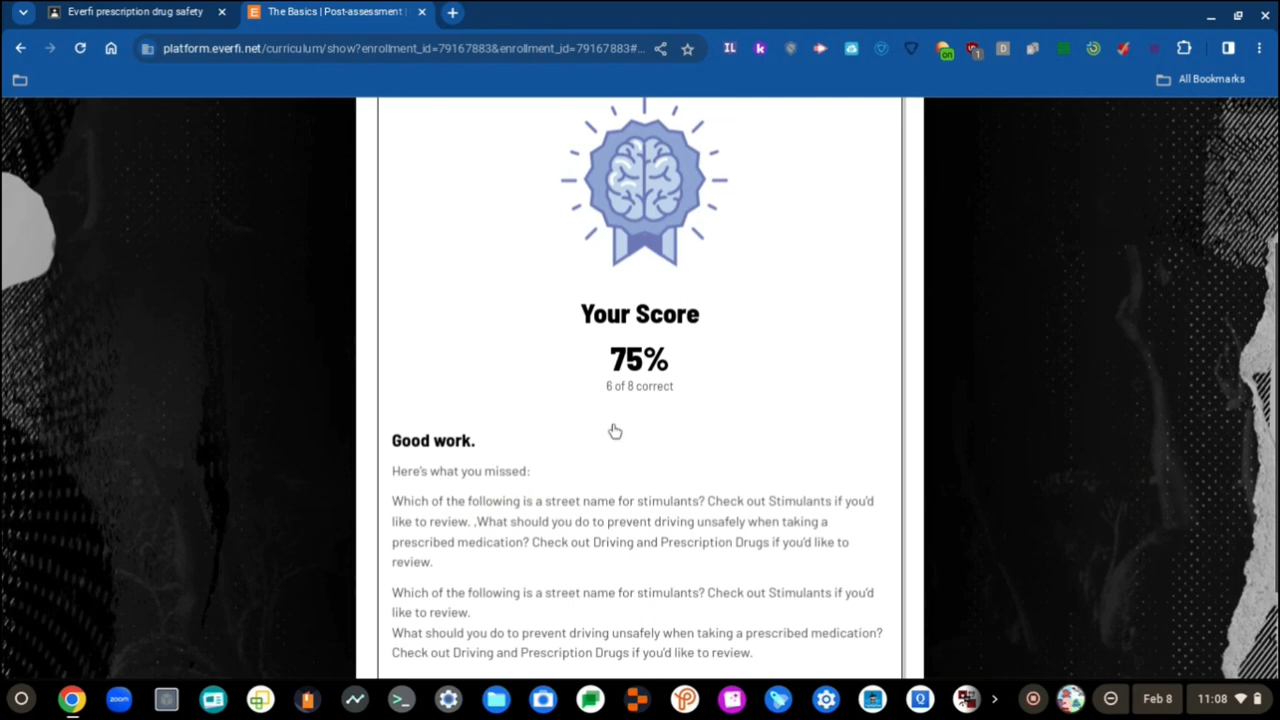 Everfi prescription drug safety
The Basics | Post-assessment |
platform.everfi.net/curriculum/show?enrollment_id=79167883&enrollment_id=79167883#...
All Bookmarks
Your Score
75%
6 of 8 correct
Good work.
Here's what you missed:
Which of the following is a street name for stimulants? Check out Stimulants if you'd
like to review. ,What should you do to prevent driving unsafely when taking a
prescribed medication? Check out Driving and Prescription Drugs if you'd like to
review.
Which of the following is a street name for stimulants? Check out Stimulants if you'd
like to review.
What should you do to prevent driving unsafely when taking a prescribed medication?
Check out Driving and Prescription Drugs if you'd like to review.
zoom
Feb 8
11:08